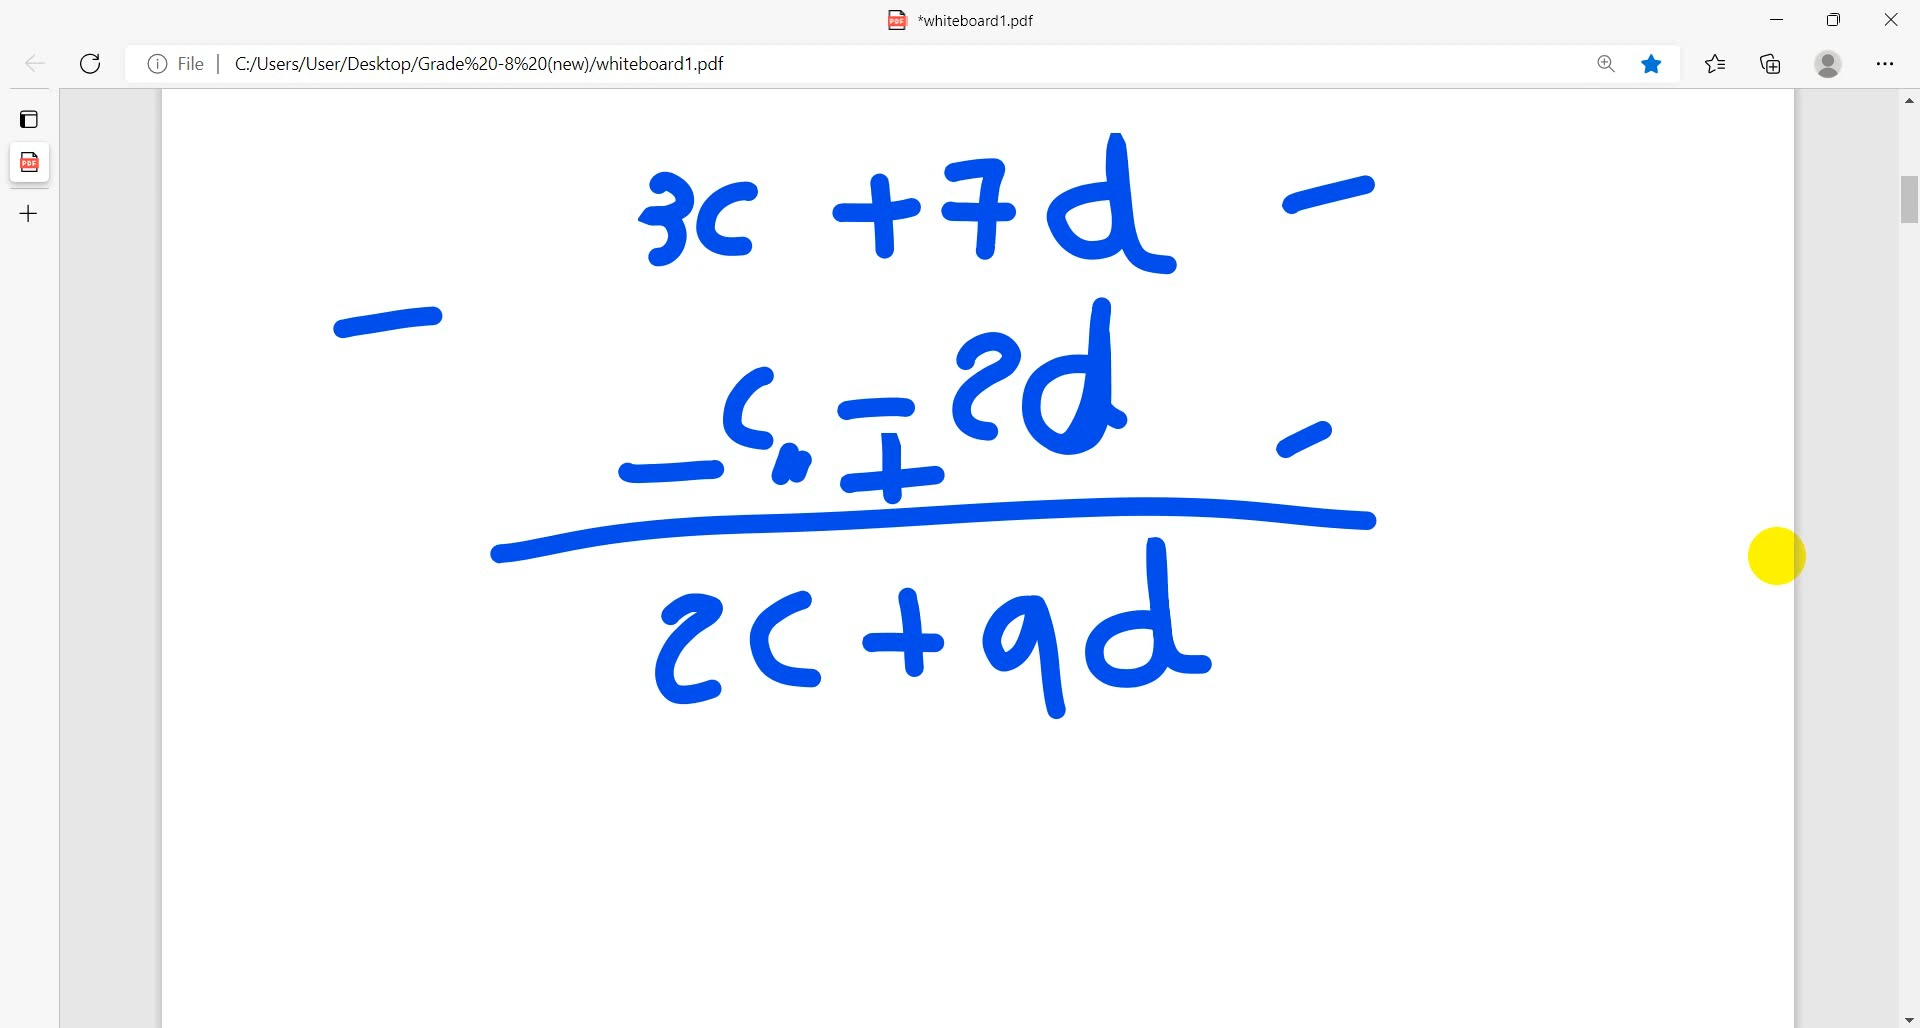 *whiteboard1.pdf
File | C:/Users/User/Desktop/Grade%20-8%20(new)/whiteboard1.pdf
3c + 7d -
-
c - 2d
- + -
2c + 9d